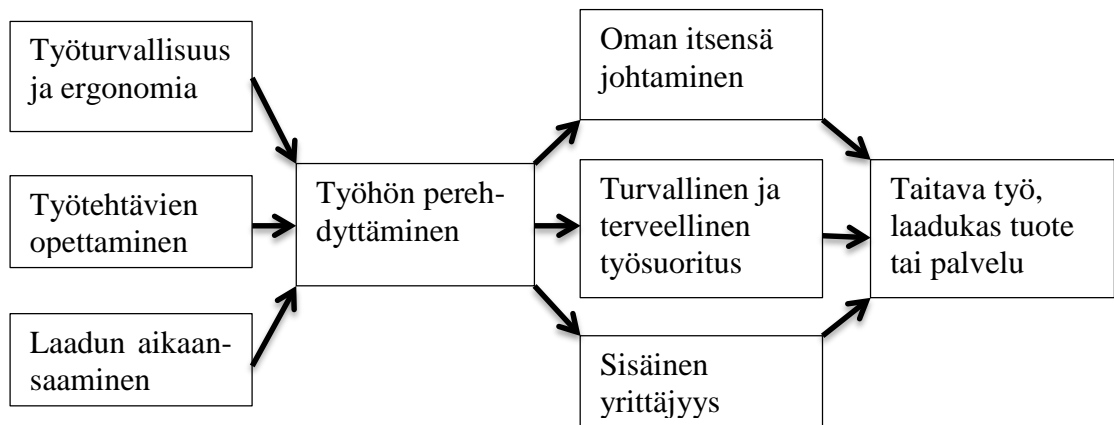 Työturvallisuus
ja ergonomia
Työtehtävien
opettaminen
Laadun aikaan-
saaminen
Työhön pereh-
dyttäminen
Oman itsensä
johtaminen
Turvallinen ja
terveellinen
työsuoritus
Sisäinen
yrittäjyys
Taitava työ,
laadukas tuote
tai palvelu